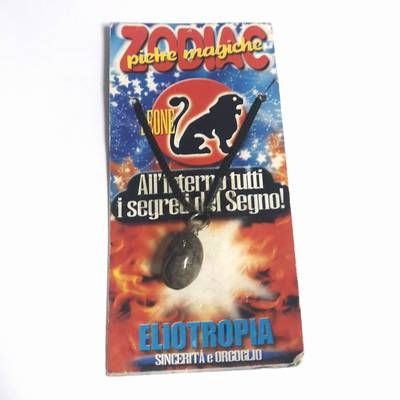 ZODIAC
pietre magiche
LEONE
All'interno tutti
i segreti del Segno!
ELIOTROPIA
SINCERITÀ e ORGOGLIO